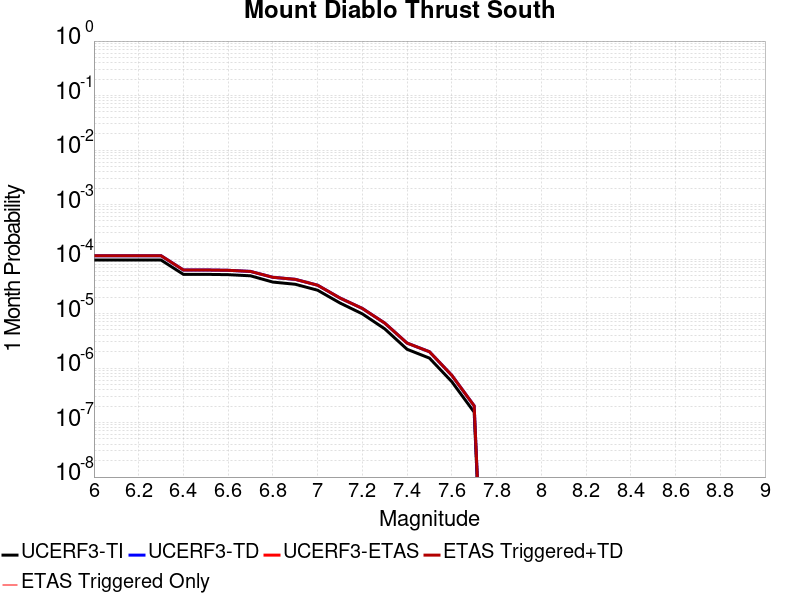 Mount Diablo Thrust South
1 Month Probability
10^0
10^-1
10^-2
10^-3
10^-4
10^-5
10^-6
10^-7
10^-8
6 6.2 6.4 6.6 6.8 7 7.2 7.4 7.6 7.8 8 8.2 8.4 8.6 8.8 9
Magnitude
UCERF3-TI UCERF3-TD UCERF3-ETAS ETAS Triggered+TD
ETAS Triggered Only